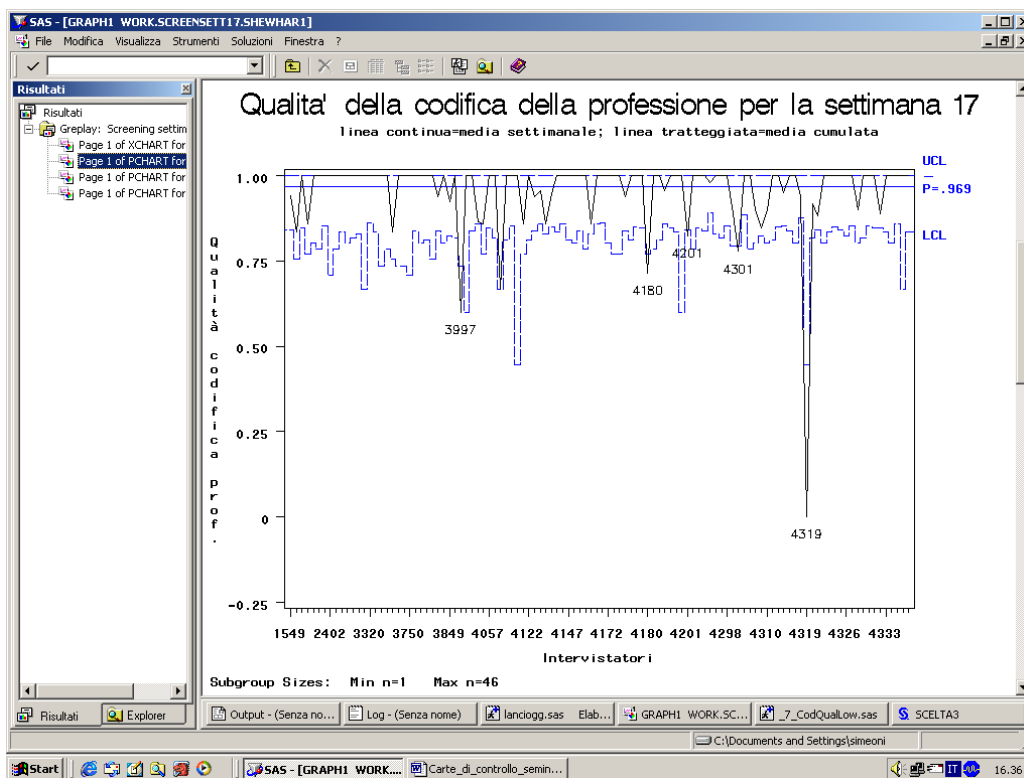 SAS - [GRAPH1 WORK.SCREENSETT17.SHEWHAR1]
File Modifica Visualizza Strumenti Soluzioni Finestra ?
Risultati
Risultati
Greplay: Screening settim
Page 1 of XCHART for
Page 1 of PCHART for
Page 1 of PCHART for
Page 1 of PCHART for
Qualita' della codifica della professione per la settimana 17
linea continua=media settimanale; linea tratteggiata=media cumulata
UCL
P=.969
LCL
1.00
0.75
0.50
0.25
0
-0.25
Qualità codifica prof.
3997
4180
4201
4301
4319
1549 2402 3320 3750 3849 4057 4122 4147 4172 4180 4201 4298 4310 4319 4326 4333
Intervistatori
Subgroup Sizes: Min n=1 Max n=46
Risultati Explorer
Output - (Senza no... Log - (Senza nome) lanciogg.sas Elab... GRAPH1 WORK.SC... _7_CodQualLow.sas SCELTA3
C:\Documents and Settings\simeoni
Start SAS - [GRAPH1 WORK.... Carte_di_controllo_semin... IT 16.36